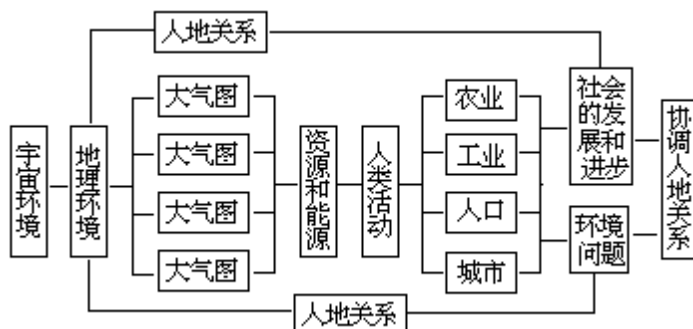 人地关系
宇宙环境
地理环境
大气图
大气图
大气图
大气图
资源和能源
人类活动
农业
工业
人口
城市
社会
的发
展和
进步
环境
问题
协调人地关系
人地关系